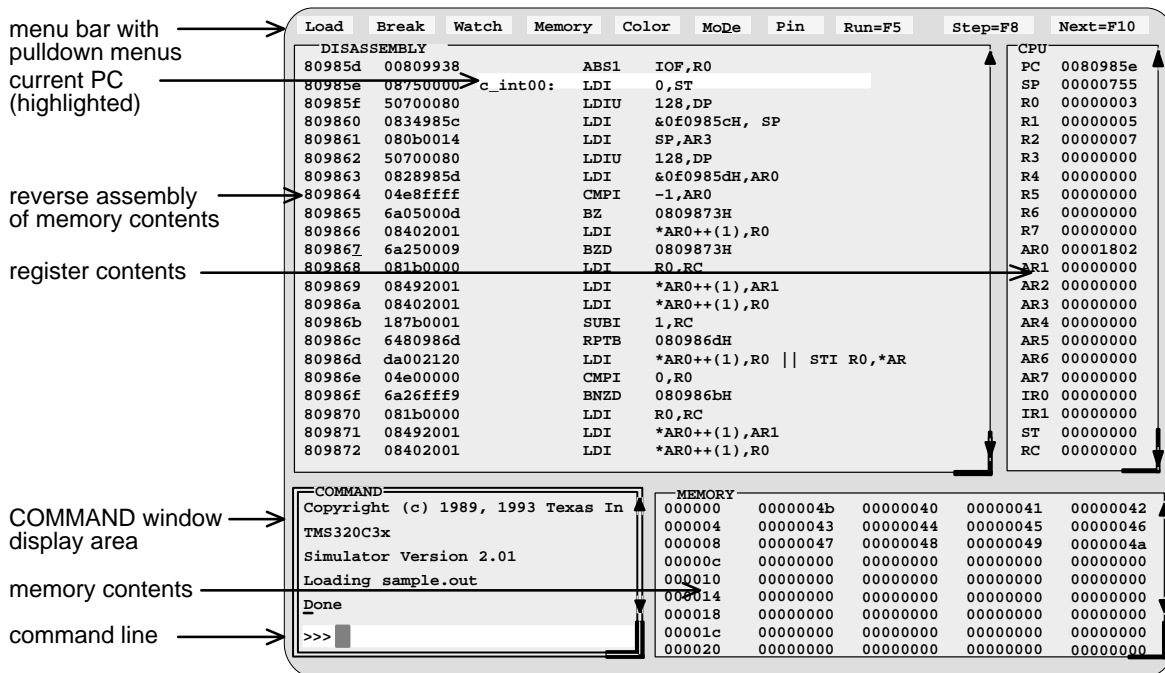 menu bar with
pulldown menus
current PC
(highlighted)
reverse assembly
of memory contents
register contents
COMMAND window
display area
memory contents
command line
Load Break Watch Memory Color MoDe Pin Run=F5 Step=F8 Next=F10
DISASSEMBLY
80985d 00809938 ABS1 IOF,R0
80985e 08750000 c_int00: LDI 0,ST
80985f 50700080 LDIU 128,DP
809860 0834985c LDI &0f0985cH, SP
809861 080b0014 LDI SP,AR3
809862 50700080 LDIU 128,DP
809863 0828985d LDI &0f0985dH,AR0
809864 04e8ffff CMPI –1,AR0
809865 6a05000d BZ 0809873H
809866 08402001 LDI *AR0++(1),R0
809867 6a250009 BZD 0809873H
809868 081b0000 LDI R0,RC
809869 08492001 LDI *AR0++(1),AR1
80986a 08402001 LDI *AR0++(1),R0
80986b 187b0001 SUBI 1,RC
80986c 6480986d RPTB 080986dH
80986d da002120 LDI *AR0++(1),R0 || STI R0,*AR
80986e 04e00000 CMPI 0,R0
80986f 6a26fff9 BNZD 080986bH
809870 081b0000 LDI R0,RC
809871 08492001 LDI *AR0++(1),AR1
809872 08402001 LDI *AR0++(1),R0
CPU
PC 0080985e
SP 00000755
R0 00000003
R1 00000005
R2 00000007
R3 00000000
R4 00000000
R5 00000000
R6 00000000
R7 00000000
AR0 00001802
AR1 00000000
AR2 00000000
AR3 00000000
AR4 00000000
AR5 00000000
AR6 00000000
AR7 00000000
IR0 00000000
IR1 00000000
ST 00000000
RC 00000000
COMMAND
Copyright (c) 1989, 1993 Texas In
TMS320C3x
Simulator Version 2.01
Loading sample.out
Done
>>>
MEMORY
000000 0000004b 00000040 00000041 00000042
000004 00000043 00000044 00000045 00000046
000008 00000047 00000048 00000049 0000004a
00000c 00000000 00000000 00000000 00000000
000010 00000000 00000000 00000000 00000000
000014 00000000 00000000 00000000 00000000
000018 00000000 00000000 00000000 00000000
00001c 00000000 00000000 00000000 00000000
000020 00000000 00000000 00000000 00000000